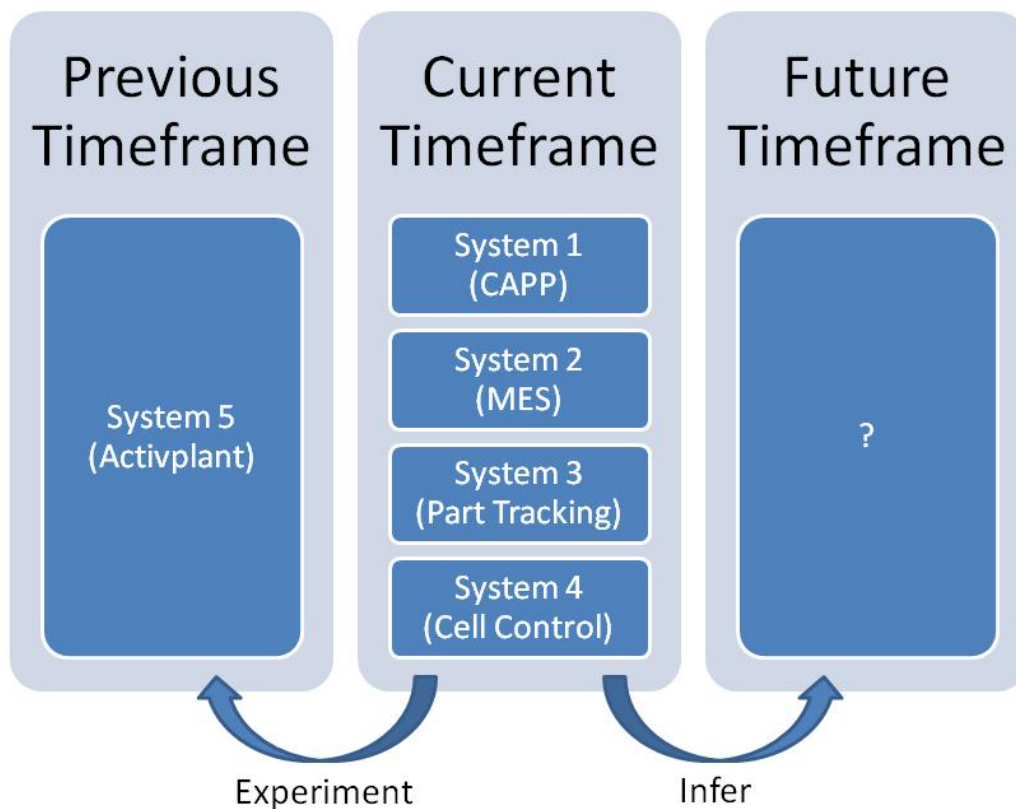 Previous
Timeframe
System 5
(Activplant)
Current
Timeframe
System 1
(CAPP)
System 2
(MES)
System 3
(Part Tracking)
System 4
(Cell Control)
Future
Timeframe
?
Experiment
Infer